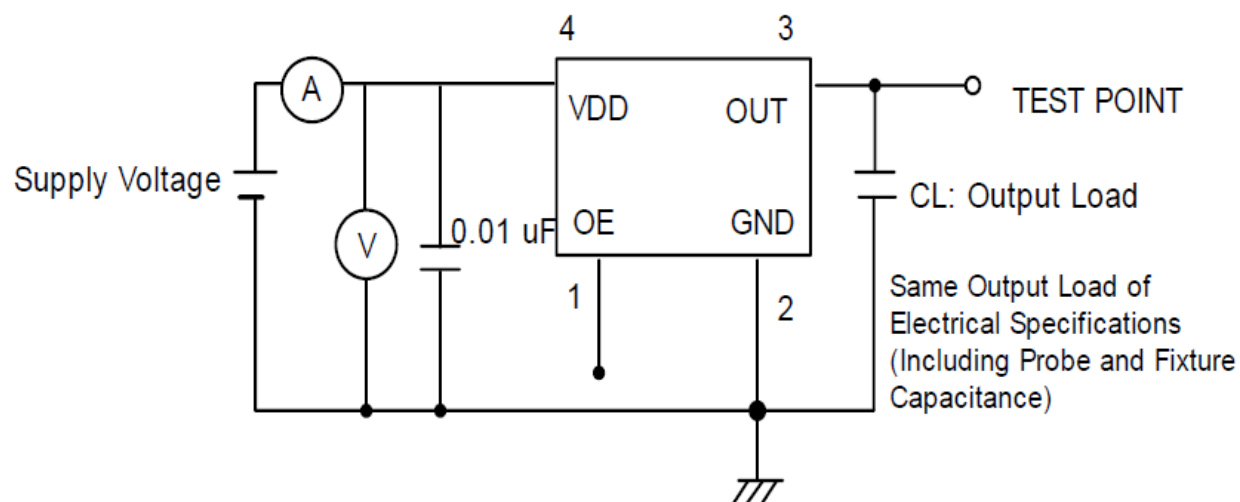 4
3
A
VDD
OUT
TEST POINT
Supply Voltage
CL: Output Load
V
0.01 uF
OE
GND
1
2
Same Output Load of
Electrical Specifications
(Including Probe and Fixture
Capacitance)